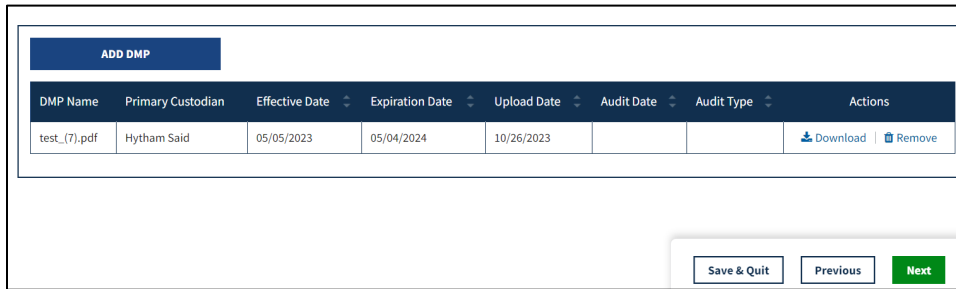 ADD DMP
DMP Name Primary Custodian Effective Date Expiration Date Upload Date Audit Date Audit Type Actions
test_(7).pdf Hytham Said 05/05/2023 05/04/2024 10/26/2023 Download | Remove
Save & Quit Previous Next